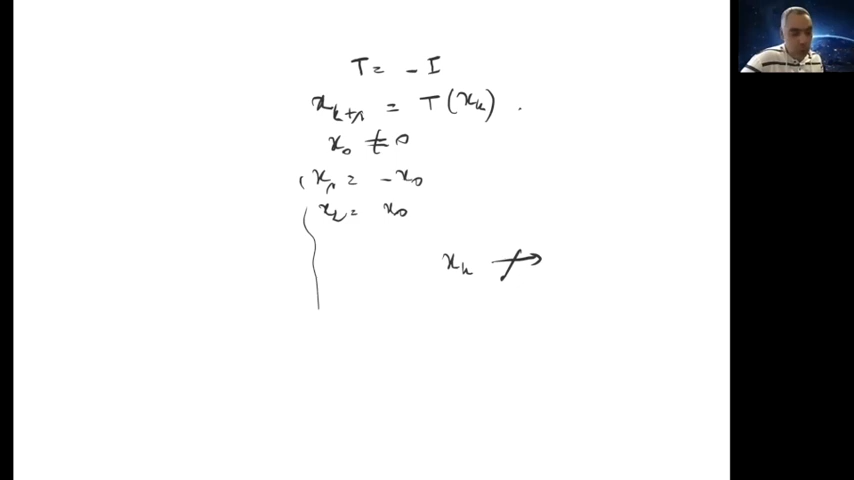 T = - I
x_{k+1} = T(x_k) .
x_0 ≠ 0
( x_1 = - x_0
x_2 = x_0
x_k ↛